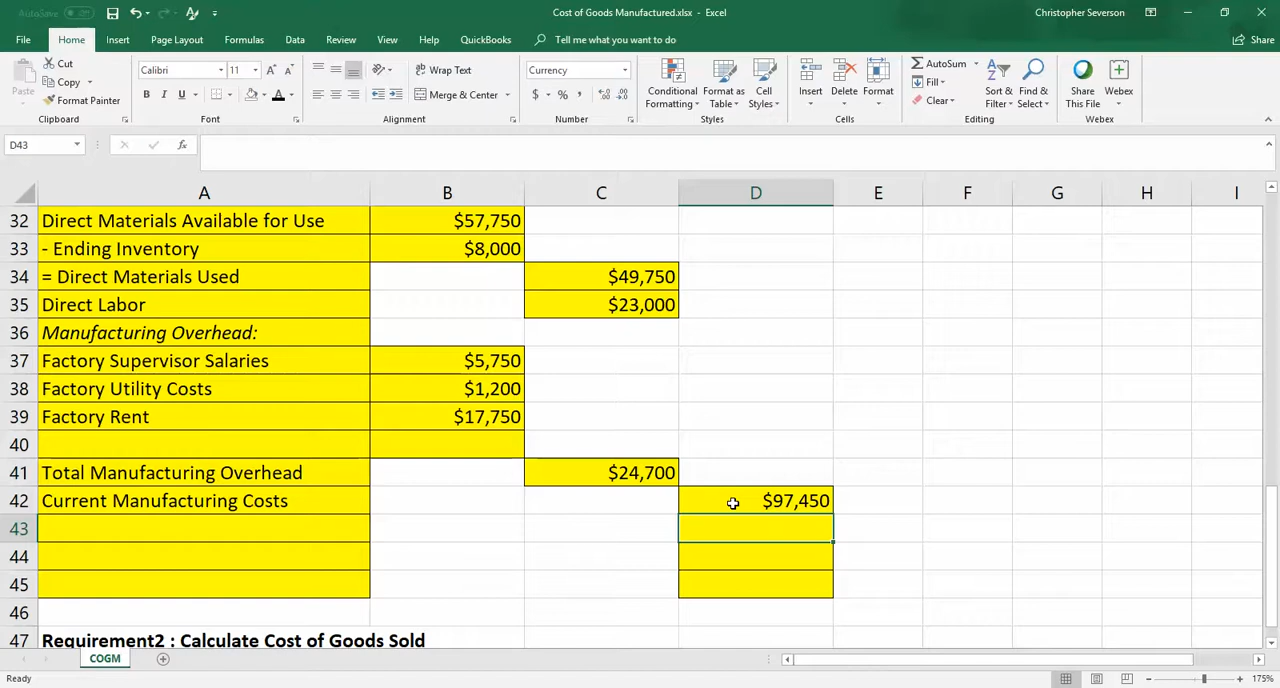 AutoSave Off
Cost of Goods Manufactured.xlsx - Excel
Christopher Severson
File Home Insert Page Layout Formulas Data Review View Help QuickBooks Tell me what you want to do Share
Paste
Cut
Copy
Format Painter
Clipboard
Calibri 11
B I U A
Font
Wrap Text
Merge & Center
Alignment
Currency
$ % ,
Number
Conditional Formatting
Format as Table
Cell Styles
Styles
Insert Delete Format
Cells
AutoSum
Fill
Clear
Sort & Filter
Find & Select
Editing
Share This File
Webex
Webex
D43 fx
A B C D E F G H I
32 Direct Materials Available for Use $57,750
33 - Ending Inventory $8,000
34 = Direct Materials Used $49,750
35 Direct Labor $23,000
36 Manufacturing Overhead:
37 Factory Supervisor Salaries $5,750
38 Factory Utility Costs $1,200
39 Factory Rent $17,750
40
41 Total Manufacturing Overhead $24,700
42 Current Manufacturing Costs $97,450
43
44
45
46
47 Requirement2 : Calculate Cost of Goods Sold
COGM
Ready
175%